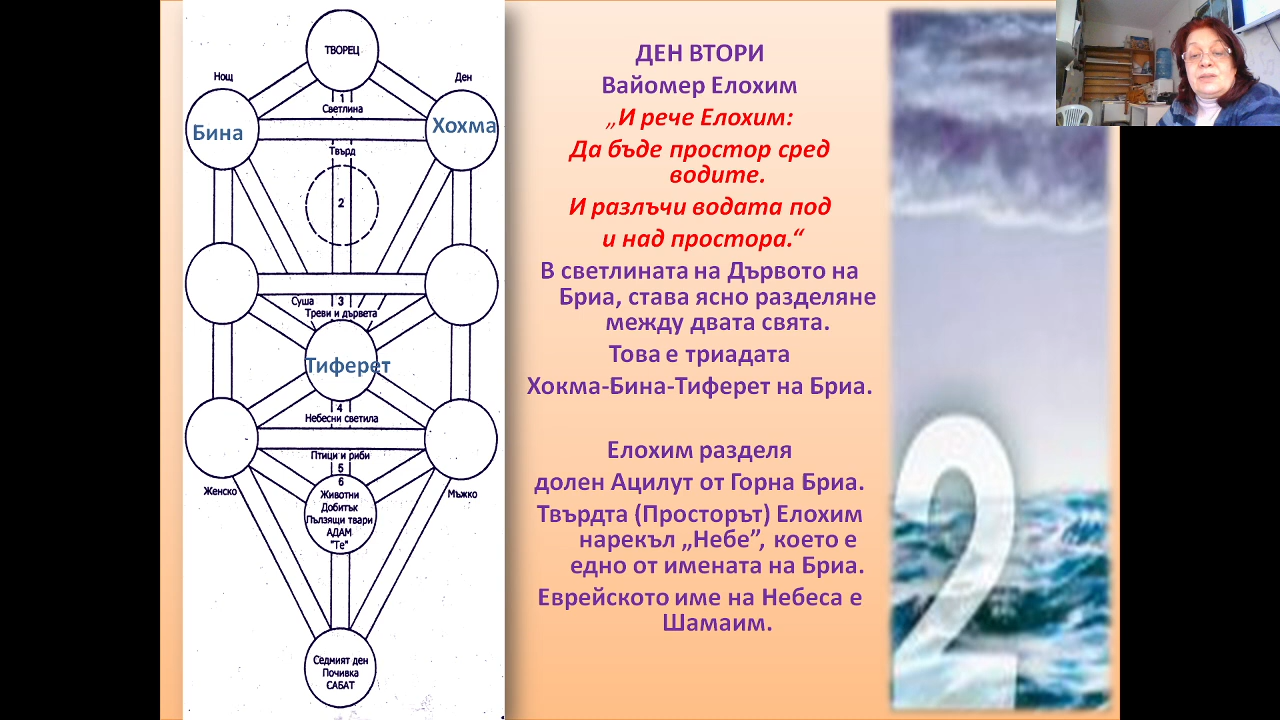 ТВОРЕЦ
Нощ
Ден
1
Светлина
Бина
Хохма
Твърд
2
Суша
3
Треви и дървета
Тиферет
4
Небесни светила
Птици и риби
5
6
Женско
Мъжко
Животни
Добитък
Пълзящи твари
АДАМ
"Те"
Седмият ден
Почивка
САБАТ
ДЕН ВТОРИ
Вайомер Елохим
„И рече Елохим:
Да бъде простор сред
водите.
И разлъчи водата под
и над простора.“
В светлината на Дървото на
Бриа, става ясно разделяне
между двата свята.
Това е триадата
Хокма-Бина-Тиферет на Бриа.
Елохим разделя
долен Ацилут от Горна Бриа.
Твърдта (Просторът) Елохим
нарекъл „Небе”, което е
едно от имената на Бриа.
Еврейското име на Небеса е
Шамаим.
2